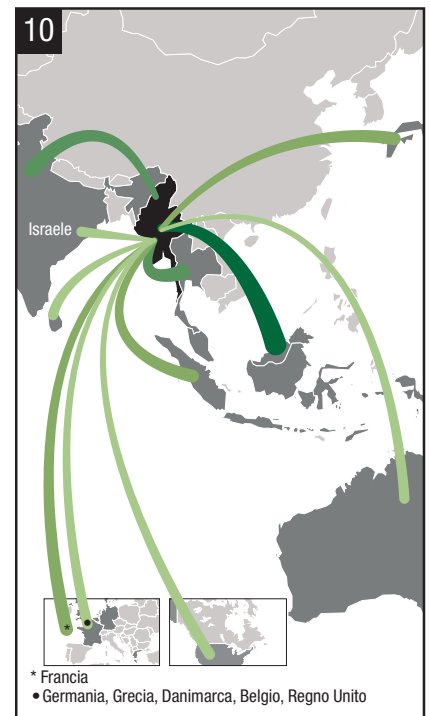 10
Israele
*
* Francia
• Germania, Grecia, Danimarca, Belgio, Regno Unito